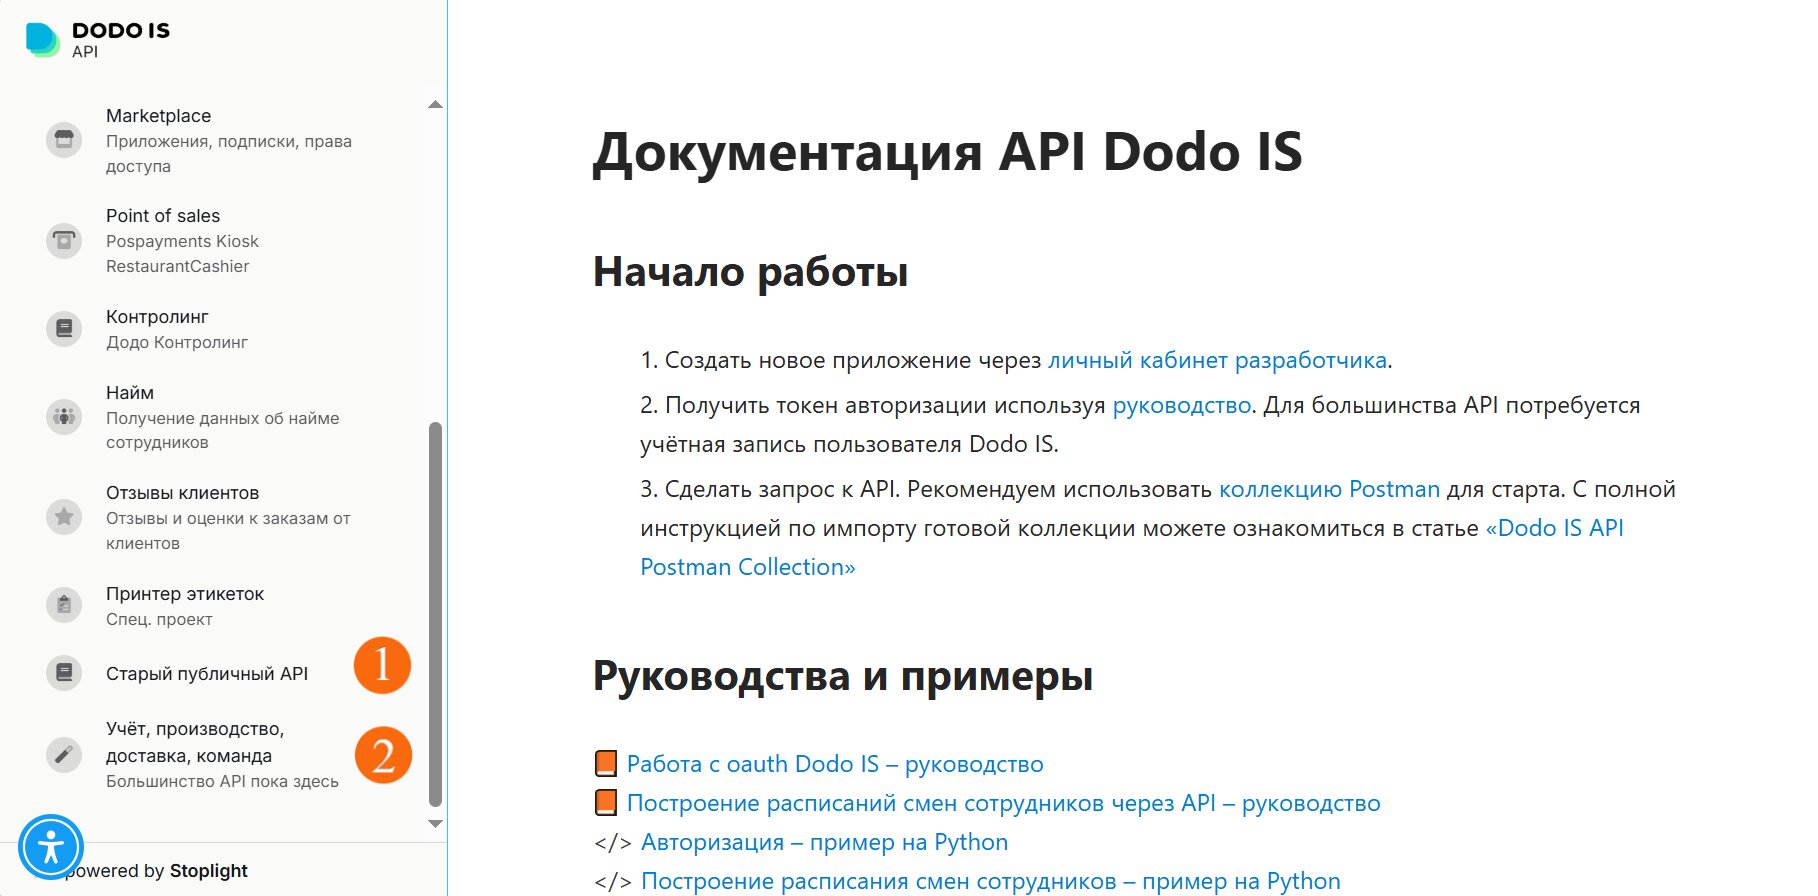 DODO IS
API
Marketplace
Приложения, подписки, права
доступа
Point of sales
Pospayments Kiosk
RestaurantCashier
Контролинг
Додо Контролинг
Найм
Получение данных об найме
сотрудников
Отзывы клиентов
Отзывы и оценки к заказам от
клиентов
Принтер этикеток
Спец. проект
Старый публичный API
1
Учёт, производство,
доставка, команда
Большинство API пока здесь
2
powered by Stoplight
Документация API Dodo IS
Начало работы
1. Создать новое приложение через личный кабинет разработчика.
2. Получить токен авторизации используя руководство. Для большинства API потребуется
учётная запись пользователя Dodo IS.
3. Сделать запрос к API. Рекомендуем использовать коллекцию Postman для старта. С полной
инструкцией по импорту готовой коллекции можете ознакомиться в статье «Dodo IS API
Postman Collection»
Руководства и примеры
Работа с oauth Dodo IS – руководство
Построение расписаний смен сотрудников через API – руководство
</> Авторизация – пример на Python
</> Построение расписания смен сотрудников – пример на Python